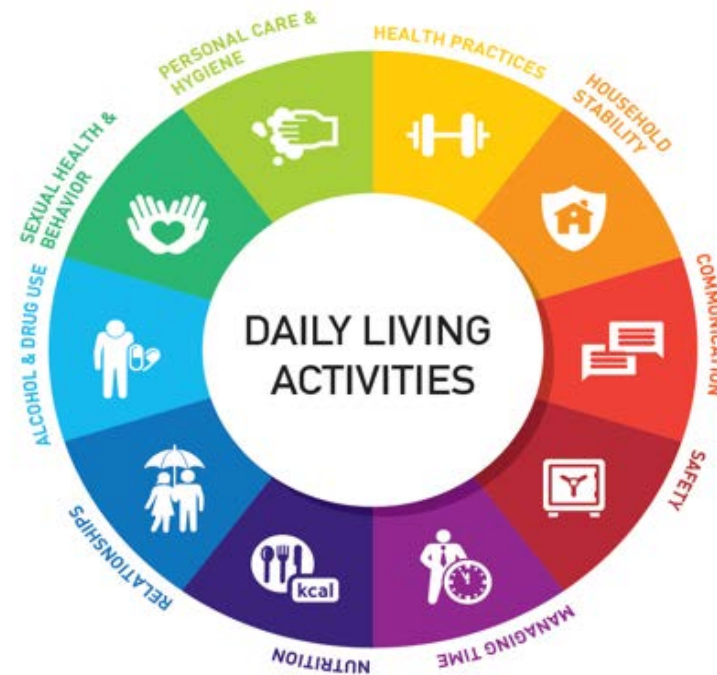 DAILY LIVING
ACTIVITIES
HEALTH PRACTICES
HOUSEHOLD
STABILITY
COMMUNICATION
SAFETY
MANAGING TIME
NUTRITION
kcal
RELATIONSHIPS
ALCOHOL & DRUG USE
SEXUAL HEALTH &
BEHAVIOR
PERSONAL CARE &
HYGIENE